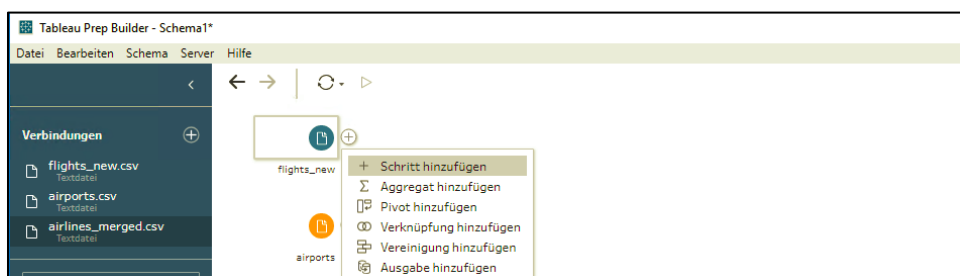 Tableau Prep Builder - Schema1*
Datei Bearbeiten Schema Server Hilfe
Verbindungen
flights_new.csv
Textdatei
airports.csv
Textdatei
airlines_merged.csv
Textdatei
flights_new
Schritt hinzufügen
Aggregat hinzufügen
Pivot hinzufügen
Verknüpfung hinzufügen
Vereinigung hinzufügen
Ausgabe hinzufügen
airports